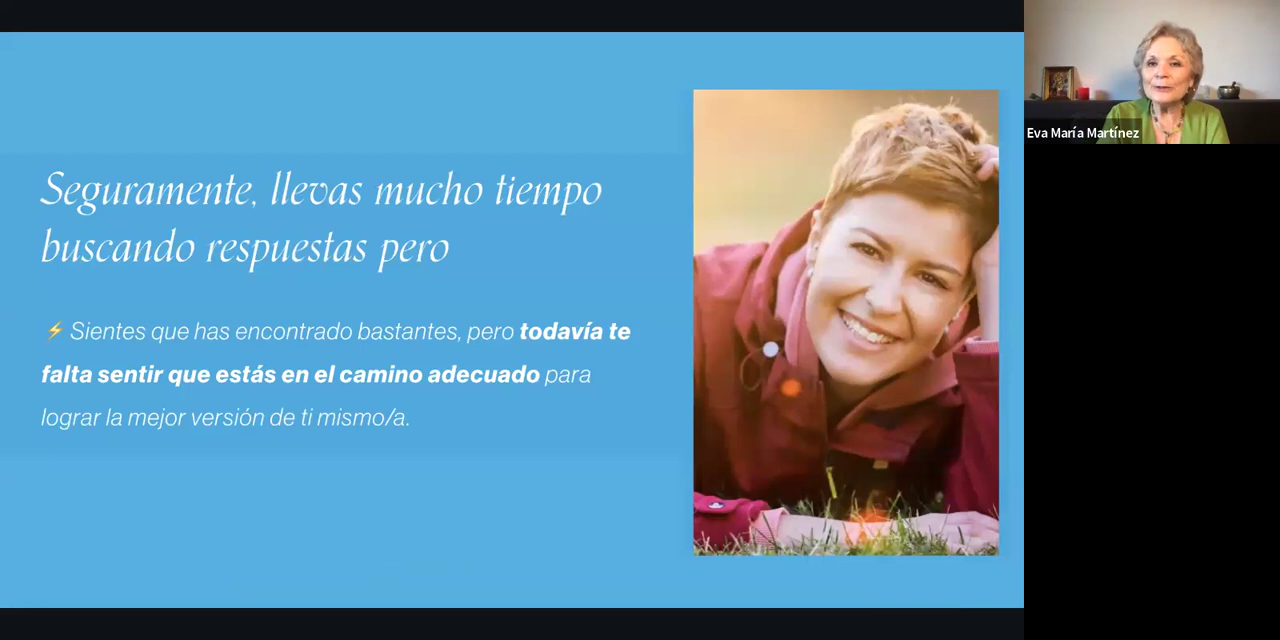 Seguramente, llevas mucho tiempo
buscando respuestas pero
⚡ Sientes que has encontrado bastantes, pero todavía te
falta sentir que estás en el camino adecuado para
lograr la mejor versión de ti mismo/a.
Eva María Martínez